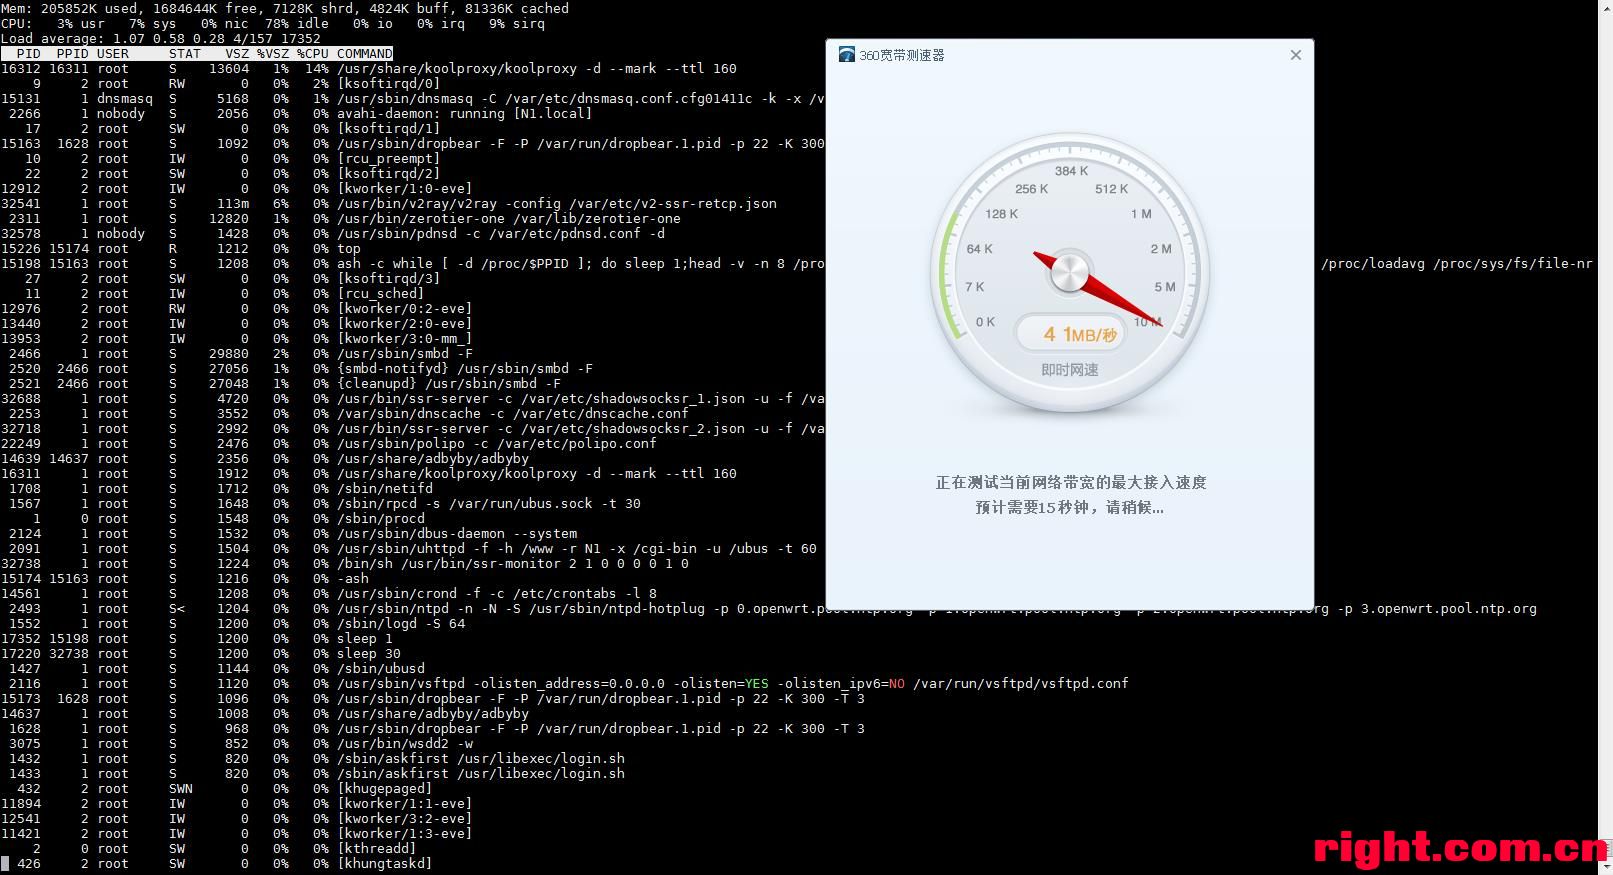 Mem: 205852K used, 1684644K free, 7128K shrd, 4824K buff, 81336K cached
CPU:   3% usr   7% sys   0% nic  78% idle   0% io   0% irq   9% sirq
Load average: 1.07 0.58 0.28 4/157 17352
  PID  PPID USER     STAT   VSZ %VSZ %CPU COMMAND
16312 16311 root     S    13604   1%  14% /usr/share/koolproxy/koolproxy -d --mark --ttl 160
    9     2 root     RW       0   0%   2% [ksoftirqd/0]
15131     1 dnsmasq  S     5168   0%   1% /usr/sbin/dnsmasq -C /var/etc/dnsmasq.conf.cfg01411c -k -x /v
 2266     1 nobody   S     2056   0%   0% avahi-daemon: running [N1.local]
   17     2 root     SW       0   0%   0% [ksoftirqd/1]
15163  1628 root     S     1092   0%   0% /usr/sbin/dropbear -F -P /var/run/dropbear.1.pid -p 22 -K 300
   10     2 root     IW       0   0%   0% [rcu_preempt]
   22     2 root     SW       0   0%   0% [ksoftirqd/2]
12912     2 root     IW       0   0%   0% [kworker/1:0-eve]
32541     1 root     S     113m   6%   0% /usr/bin/v2ray/v2ray -config /var/etc/v2-ssr-retcp.json
 2311     1 root     S    12820   1%   0% /usr/bin/zerotier-one /var/lib/zerotier-one
32578     1 nobody   S     1428   0%   0% /usr/sbin/pdnsd -c /var/etc/pdnsd.conf -d
15226 15174 root     R     1212   0%   0% top
15198 15163 root     S     1208   0%   0% ash -c while [ -d /proc/$PPID ]; do sleep 1;head -v -n 8 /pro /proc/loadavg /proc/sys/fs/file-nr
   27     2 root     SW       0   0%   0% [ksoftirqd/3]
   11     2 root     IW       0   0%   0% [rcu_sched]
12976     2 root     RW       0   0%   0% [kworker/0:2-eve]
13440     2 root     IW       0   0%   0% [kworker/2:0-eve]
13953     2 root     IW       0   0%   0% [kworker/3:0-mm_]
 2466     1 root     S    29880   2%   0% /usr/sbin/smbd -F
 2520  2466 root     S    27056   1%   0% {smbd-notifyd} /usr/sbin/smbd -F
 2521  2466 root     S    27048   1%   0% {cleanupd} /usr/sbin/smbd -F
32688     1 root     S     4720   0%   0% /usr/bin/ssr-server -c /var/etc/shadowsocksr_1.json -u -f /va
 2253     1 root     S     3552   0%   0% /var/sbin/dnscache -c /var/etc/dnscache.conf
32718     1 root     S     2992   0%   0% /usr/bin/ssr-server -c /var/etc/shadowsocksr_2.json -u -f /va
22249     1 root     S     2476   0%   0% /usr/sbin/polipo -c /var/etc/polipo.conf
14639 14637 root     S     2356   0%   0% /usr/share/adbyby/adbyby
16311     1 root     S     1912   0%   0% /usr/share/koolproxy/koolproxy -d --mark --ttl 160
 1708     1 root     S     1712   0%   0% /sbin/netifd
 1567     1 root     S     1648   0%   0% /sbin/rpcd -s /var/run/ubus.sock -t 30
    1     0 root     S     1548   0%   0% /sbin/procd
 2124     1 root     S     1532   0%   0% /usr/sbin/dbus-daemon --system
 2091     1 root     S     1504   0%   0% /usr/sbin/uhttpd -f -h /www -r N1 -x /cgi-bin -u /ubus -t 60
32738     1 root     S     1224   0%   0% /bin/sh /usr/bin/ssr-monitor 2 1 0 0 0 0 1 0
15174 15163 root     S     1216   0%   0% -ash
14561     1 root     S     1208   0%   0% /usr/sbin/crond -f -c /etc/crontabs -l 8
 2493     1 root     S<    1204   0%   0% /usr/sbin/ntpd -n -N -S /usr/sbin/ntpd-hotplug -p 0.openwrt.pool.ntp.org -p 1.openwrt.pool.ntp.org -p 2.openwrt.pool.ntp.org -p 3.openwrt.pool.ntp.org
 1552     1 root     S     1200   0%   0% /sbin/logd -S 64
17352 15198 root     S     1200   0%   0% sleep 1
17220 32738 root     S     1200   0%   0% sleep 30
 1427     1 root     S     1144   0%   0% /sbin/ubusd
 2116     1 root     S     1120   0%   0% /usr/sbin/vsftpd -olisten_address=0.0.0.0 -olisten=YES -olisten_ipv6=NO /var/run/vsftpd/vsftpd.conf
15173  1628 root     S     1096   0%   0% /usr/sbin/dropbear -F -P /var/run/dropbear.1.pid -p 22 -K 300 -T 3
14637     1 root     S     1008   0%   0% /usr/share/adbyby/adbyby
 1628     1 root     S      968   0%   0% /usr/sbin/dropbear -F -P /var/run/dropbear.1.pid -p 22 -K 300 -T 3
 3075     1 root     S      852   0%   0% /usr/bin/wsdd2 -w
 1432     1 root     S      820   0%   0% /sbin/askfirst /usr/libexec/login.sh
 1433     1 root     S      820   0%   0% /sbin/askfirst /usr/libexec/login.sh
  432     2 root     SWN      0   0%   0% [khugepaged]
11894     2 root     IW       0   0%   0% [kworker/1:1-eve]
12541     2 root     IW       0   0%   0% [kworker/3:2-eve]
11421     2 root     IW       0   0%   0% [kworker/1:3-eve]
    2     0 root     SW       0   0%   0% [kthreadd]
  426     2 root     SW       0   0%   0% [khungtaskd]
360宽带测速器
384 K
256 K
512 K
128 K
1 M
64 K
2 M
7 K
5 M
0 K
10 M
4 1MB/秒
即时网速
正在测试当前网络带宽的最大接入速度
预计需要15秒钟，请稍候...
right.com.cn